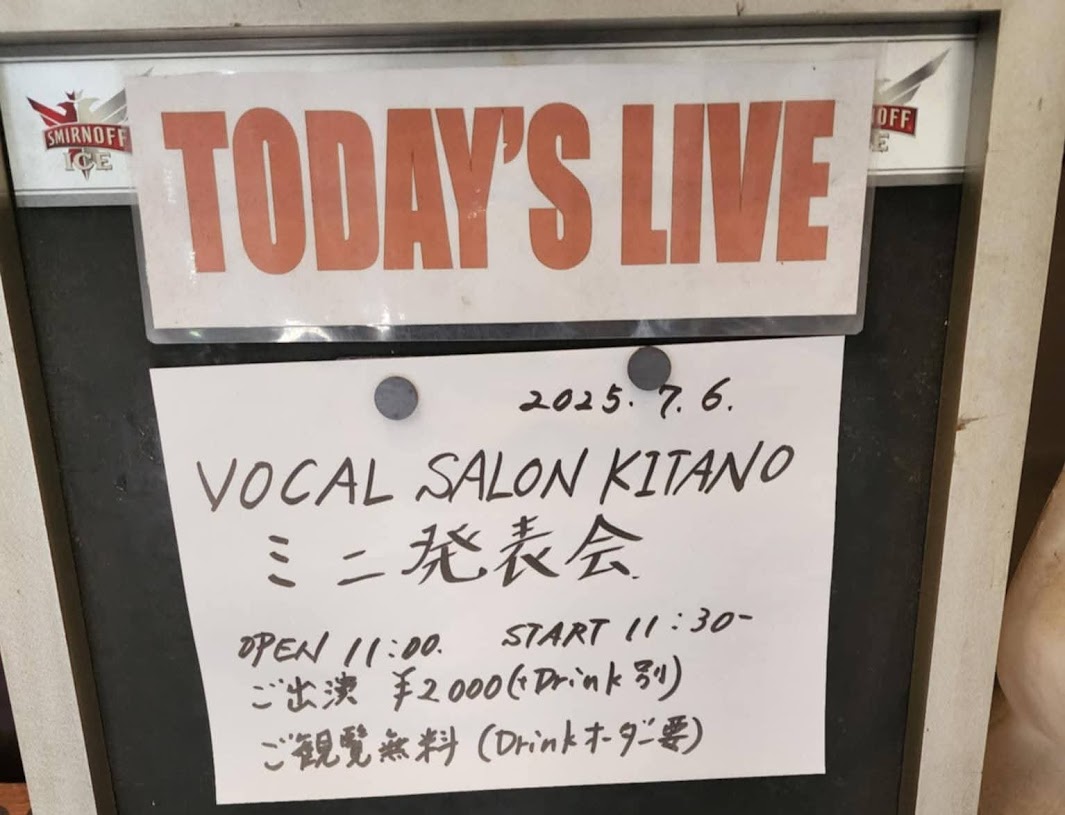 SMIRNOFF
ICE
TODAY'S LIVE
OFF
E
2025. 7. 6.
VOCAL SALON KITANO
ミニ発表会.
OPEN 11:00. START 11:30-
ご出演 ¥2000(+Drink別)
ご観覧無料 (Drinkオーダー要)